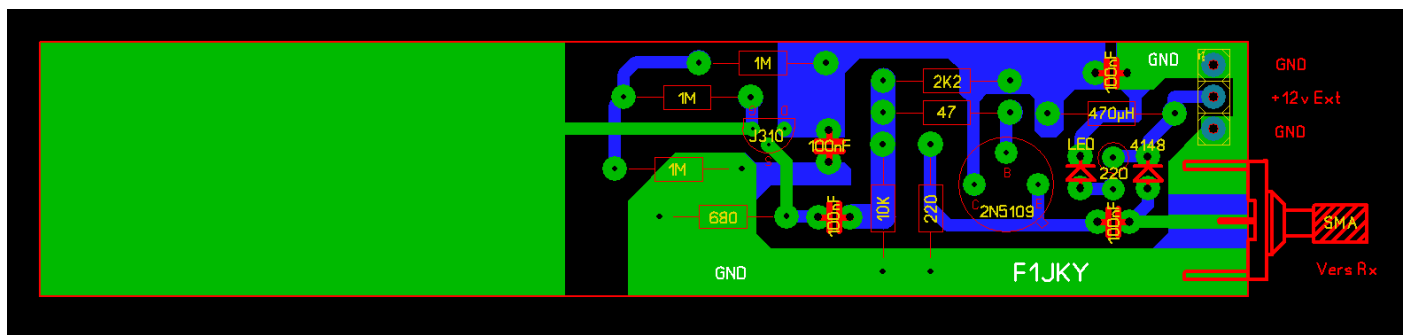 GND
+12v Ext
GND
GND
1M
1M
1M
J310
D
S
100nF
680
100nF
10K
220
2K2
47
470µH
100nF
C
B
2N5109
LED
4148
220
100nF
GND
F1JKY
SMA
Vers Rx